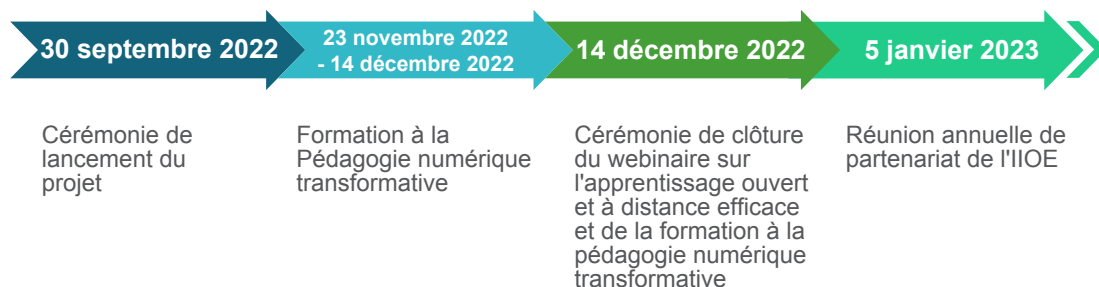 30 septembre 2022
23 novembre 2022
- 14 décembre 2022
14 décembre 2022
5 janvier 2023
Cérémonie de
lancement du
projet
Formation à la
Pédagogie numérique
transformative
Cérémonie de clôture
du webinaire sur
l'apprentissage ouvert
et à distance efficace
et de la formation à la
pédagogie numérique
transformative
Réunion annuelle de
partenariat de l'IIOE